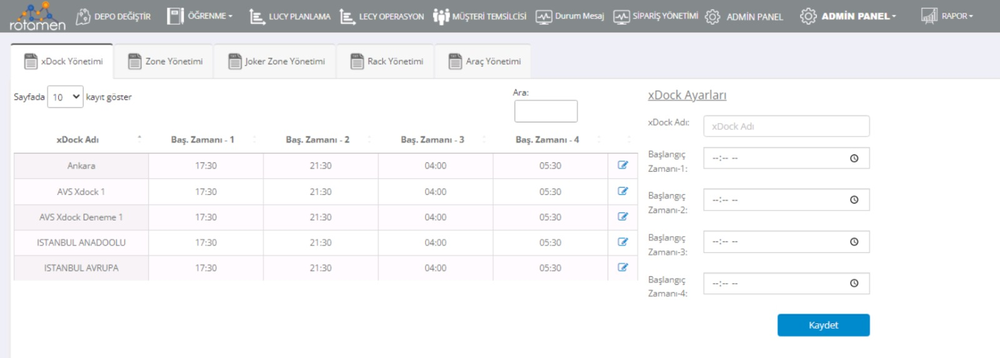 rotamen DEPO DEĞİŞTİR ÖĞRENME LUCY PLANLAMA LECY OPERASYON MÜŞTERİ TEMSİLCİSİ Durum Mesaj SİPARİŞ YÖNETİMİ ADMİN PANEL ADMİN PANEL RAPOR
xDock Yönetimi Zone Yönetimi Joker Zone Yönetimi Rack Yönetimi Araç Yönetimi
Sayfada 10 kayıt göster
Ara:
xDock Adı Baş. Zamanı - 1 Baş. Zamanı - 2 Baş. Zamanı - 3 Baş. Zamanı - 4
Ankara 17:30 21:30 04:00 05:30
AVS Xdock 1 17:30 21:30 04:00 05:30
AVS Xdock Deneme 1 17:30 21:30 04:00 05:30
ISTANBUL ANADOOLU 17:30 21:30 04:00 05:30
ISTANBUL AVRUPA 17:30 21:30 04:00 05:30
xDock Ayarları
xDock Adı: xDock Adı
Başlangıç
Zamanı-1: --:-- --
Başlangıç
Zamanı-2: --:-- --
Başlangıç
Zamanı-3: --:-- --
Başlangıç
Zamanı-4: --:-- --
Kaydet